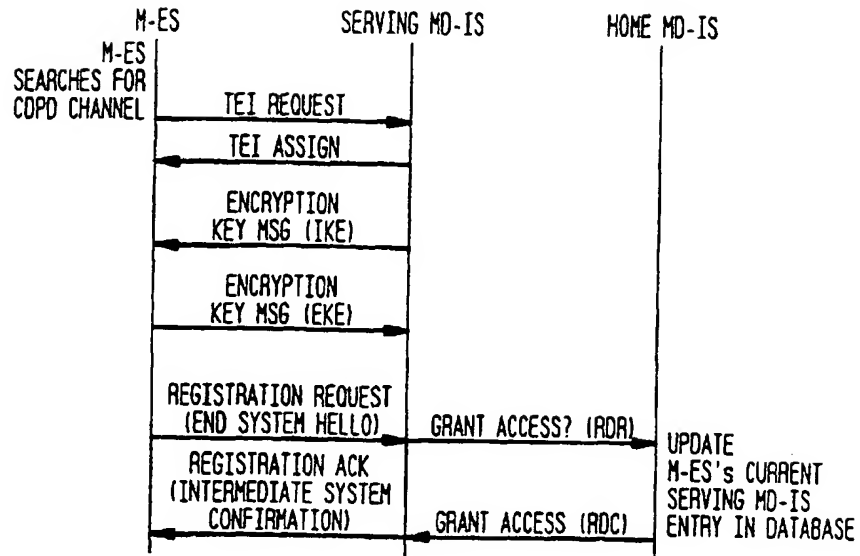 M-ES
SERVING MD-IS
HOME MD-IS
M-ES
SEARCHES FOR
CDPD CHANNEL
TEI REQUEST
TEI ASSIGN
ENCRYPTION
KEY MSG (IKE)
ENCRYPTION
KEY MSG (EKE)
REGISTRATION REQUEST
(END SYSTEM HELLO)
GRANT ACCESS? (RDR)
UPDATE
M-ES's CURRENT
SERVING MD-IS
ENTRY IN DATABASE
REGISTRATION ACK
(INTERMEDIATE SYSTEM
CONFIRMATION)
GRANT ACCESS (RDC)